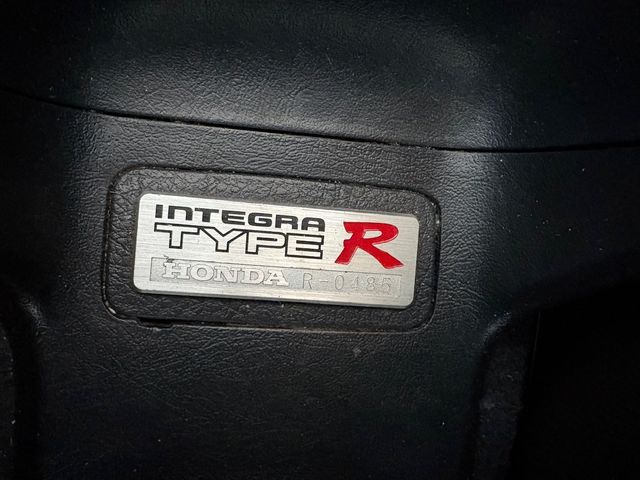 INTEGRA
TYPE R
HONDA R-0485